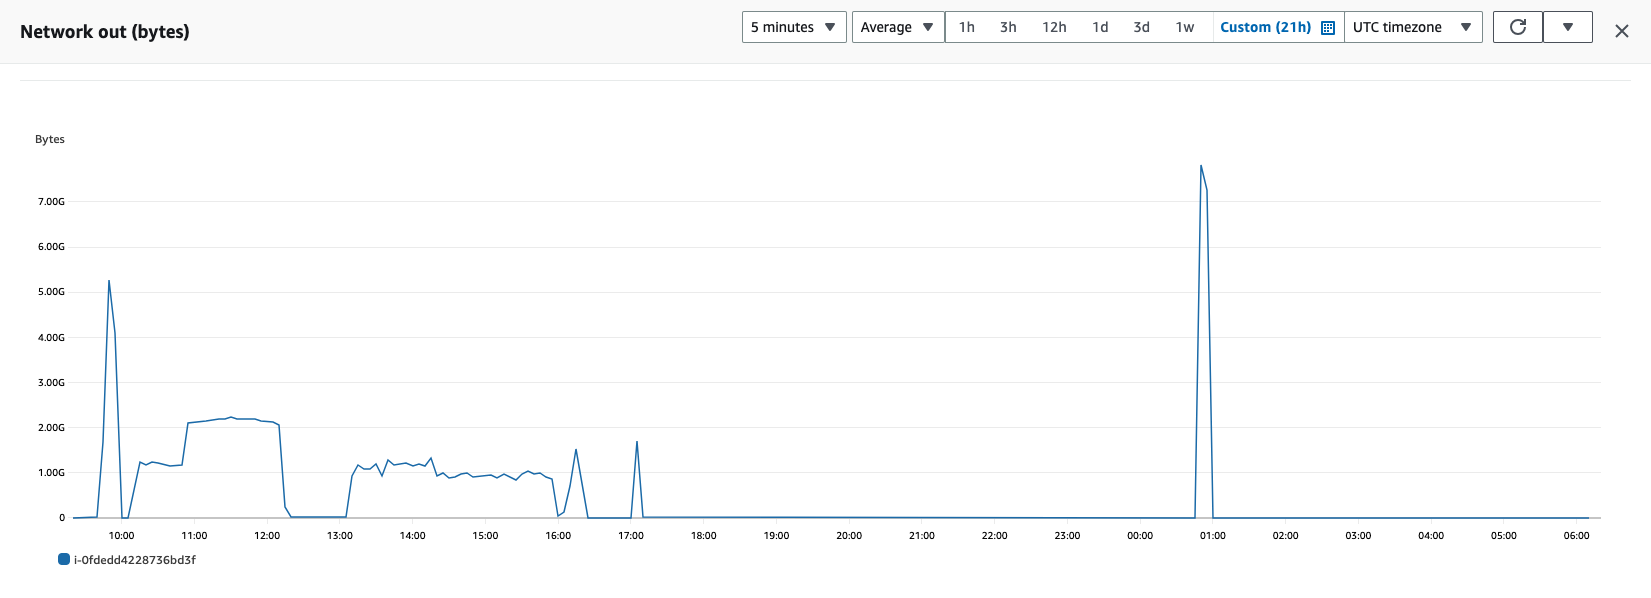 Network out (bytes)
5 minutes Average 1h 3h 12h 1d 3d 1w Custom (21h) UTC timezone
Bytes
7.00G
6.00G
5.00G
4.00G
3.00G
2.00G
1.00G
0
10:00 11:00 12:00 13:00 14:00 15:00 16:00 17:00 18:00 19:00 20:00 21:00 22:00 23:00 00:00 01:00 02:00 03:00 04:00 05:00 06:00
i-0fdedd4228736bd3f